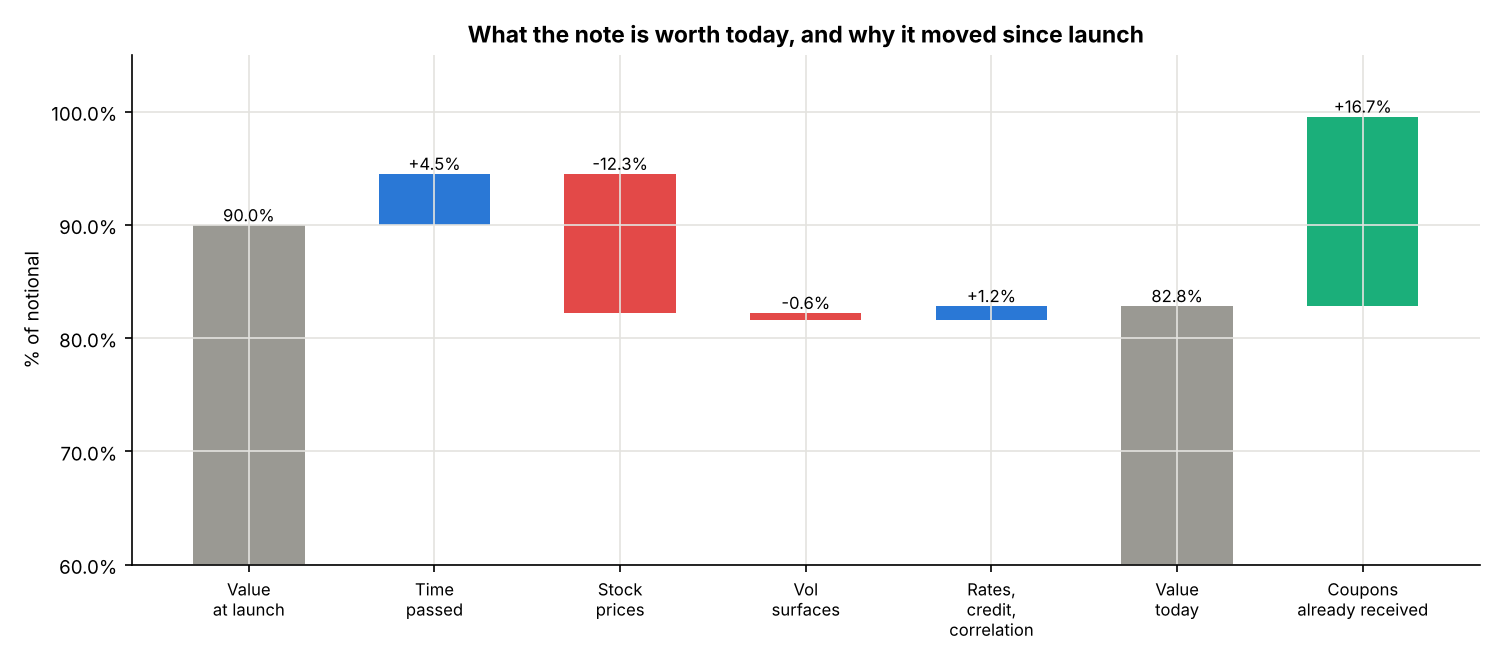 What the note is worth today, and why it moved since launch
% of notional
100.0%
90.0%
80.0%
70.0%
60.0%
90.0%
+4.5%
-12.3%
-0.6%
+1.2%
82.8%
+16.7%
Value
at launch
Time
passed
Stock
prices
Vol
surfaces
Rates,
credit,
correlation
Value
today
Coupons
already received